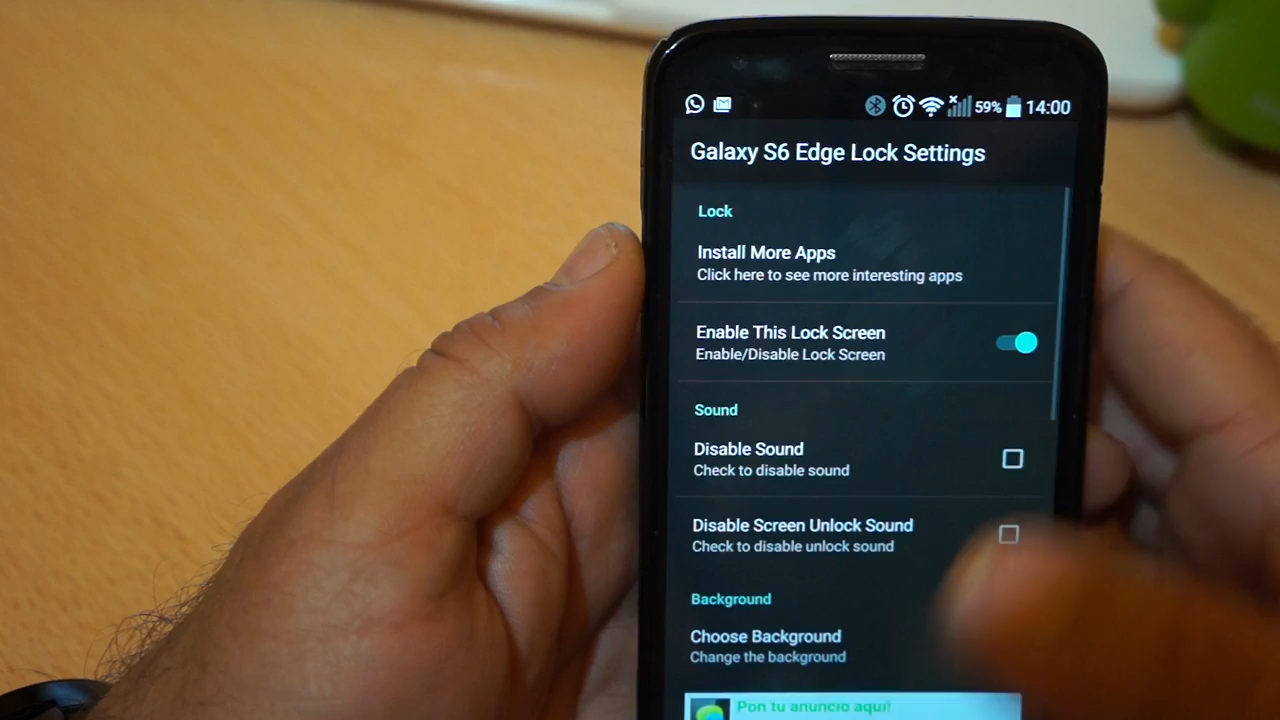 59% 14:00
Galaxy S6 Edge Lock Settings
Lock
Install More Apps
Click here to see more interesting apps
Enable This Lock Screen
Enable/Disable Lock Screen
Sound
Disable Sound
Check to disable sound
Disable Screen Unlock Sound
Check to disable unlock sound
Background
Choose Background
Change the background
Pon tu anuncio aquí!